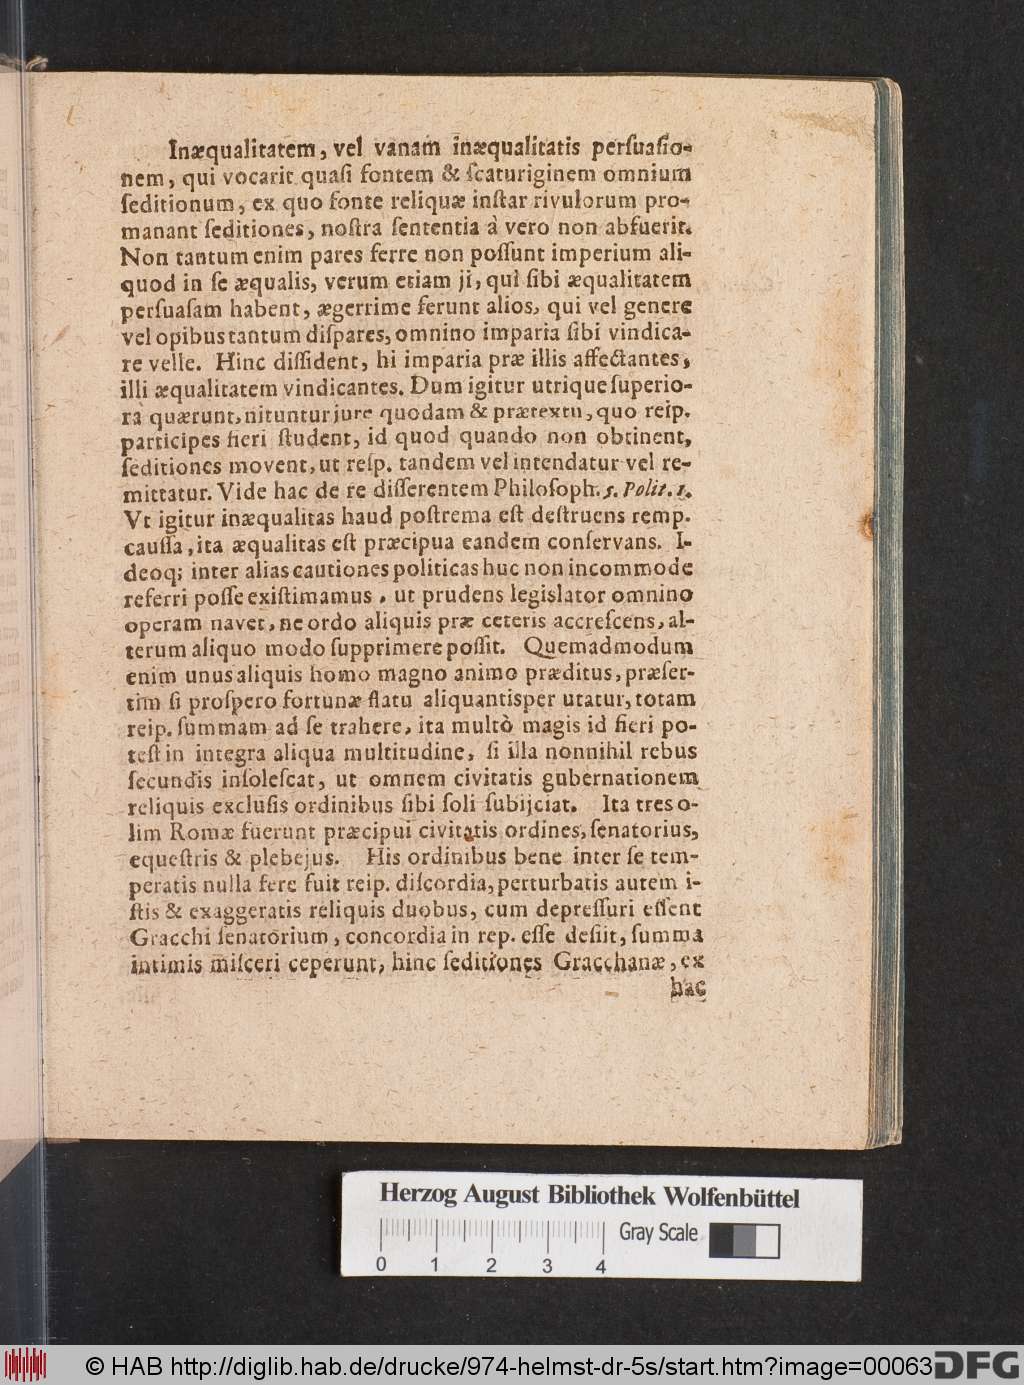 Inæqualitatem, vel vanam inæqualitatis perſuaſio-
nem, qui vocarit quaſi fontem & ſcaturiginem omnium
ſeditionum, ex quo fonte reliquæ inſtar rivulorum pro-
manant ſeditiones, noſtra ſententia à vero non abfuerit.
Non tantum enim pares ferre non poſſunt imperium ali-
quod in ſe æqualis, verum etiam ji, qui ſibi æqualitatem
perſuaſam habent, ægerrime ferunt alios, qui vel genere
vel opibus tantum diſpares, omnino imparia ſibi vindica-
re velle. Hinc diſſident, hi imparia præ illis affectantes,
illi æqualitatem vindicantes. Dum igitur utrique ſuperio-
ra quærunt, nituntur jure quodam & prætextu, quo reip.
participes fieri ſtudent, id quod quando non obtinent,
ſeditiones movent, ut reſp. tandem vel intendatur vel re-
mittatur. Vide hac de re diſſerentem Philoſoph. 5. Polit. 1.
Vt igitur inæqualitas haud poſtrema eſt deſtruens remp.
cauſſa, ita æqualitas eſt præcipua eandem conſervans. I-
deoq; inter alias cautiones politicas huc non incommode
referri poſſe exiſtimamus, ut prudens legislator omnino
operam navet, ne ordo aliquis præ ceteris accreſcens, al-
terum aliquo modo ſupprimere poſſit. Quemadmodum
enim unus aliquis homo magno animo præditus, præſer-
tim ſi proſpero fortunæ flatu aliquantisper utatur, totam
reip. ſummam ad ſe trahere, ita multò magis id fieri po-
teſt in integra aliqua multitudine, ſi illa nonnihil rebus
ſecundis inſoleſcat, ut omnem civitatis gubernationem
reliquis excluſis ordinibus ſibi ſoli ſubijciat. Ita tres o-
lim Romæ fuerunt præcipui civitatis ordines, ſenatorius,
equeſtris & plebejus. His ordinibus bene inter ſe tem-
peratis nulla fere fuit reip. diſcordia, perturbatis autem i-
ſtis & exaggeratis reliquis duobus, cum depreſſuri eſſent
Gracchi ſenatorium, concordia in rep. eſſe deſiit, ſumma
intimis miſceri ceperunt, hinc ſeditiones Gracchanæ, ex
hac
Herzog August Bibliothek Wolfenbüttel
Gray Scale
0 1 2 3 4
© HAB http://diglib.hab.de/drucke/974-helmst-dr-5s/start.htm?image=00063
DFG